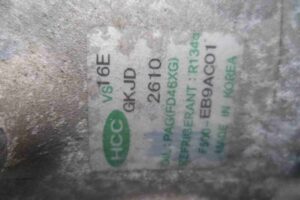 HCC
VS16E
GKJD
2610
OIL: PAG(FD46XG)
REFRIGERANT : R134a
F500-EB9AC01
MADE IN KOREA